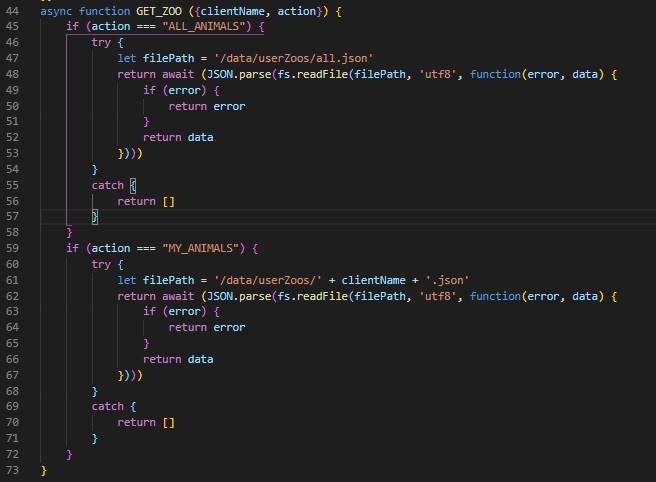 44 async function GET_ZOO ({clientName, action}) {
45 if (action === "ALL_ANIMALS") {
46 try {
47 let filePath = '/data/userZoos/all.json'
48 return await (JSON.parse(fs.readFile(filePath, 'utf8', function(error, data) {
49 if (error) {
50 return error
51 }
52 return data
53 })))
54 }
55 catch {
56 return []
57 }
58 }
59 if (action === "MY_ANIMALS") {
60 try {
61 let filePath = '/data/userZoos/' + clientName + '.json'
62 return await (JSON.parse(fs.readFile(filePath, 'utf8', function(error, data) {
63 if (error) {
64 return error
65 }
66 return data
67 })))
68 }
69 catch {
70 return []
71 }
72 }
73 }